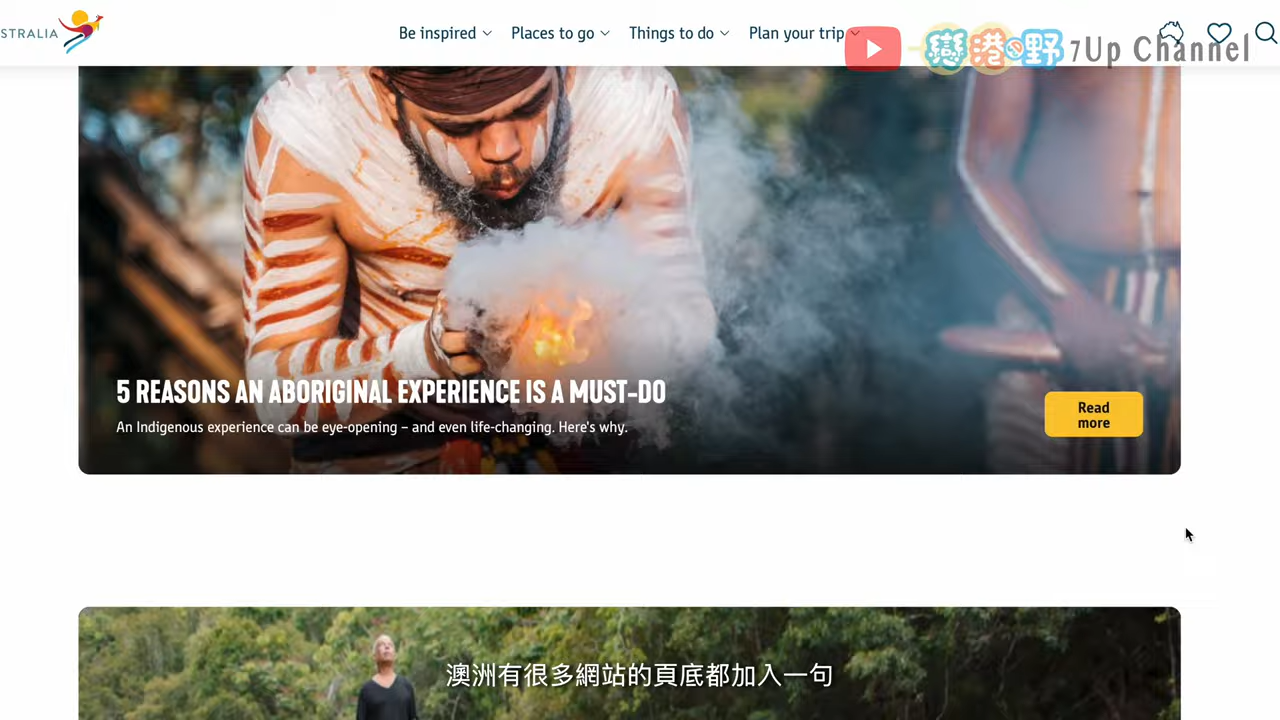 STRALIA
Be inspired
Places to go
Things to do
Plan your trip
戀港の野 7Up Channel
5 REASONS AN ABORIGINAL EXPERIENCE IS A MUST-DO
An Indigenous experience can be eye-opening – and even life-changing. Here's why.
Read
more
澳洲有很多網站的頁底都加入一句